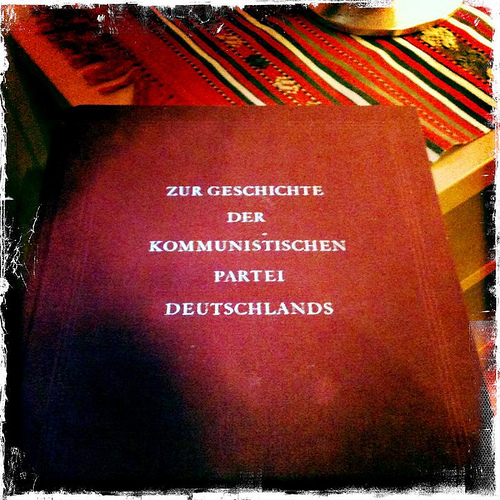 ZUR GESCHICHTE
DER
KOMMUNISTISCHEN
PARTEI
DEUTSCHLANDS